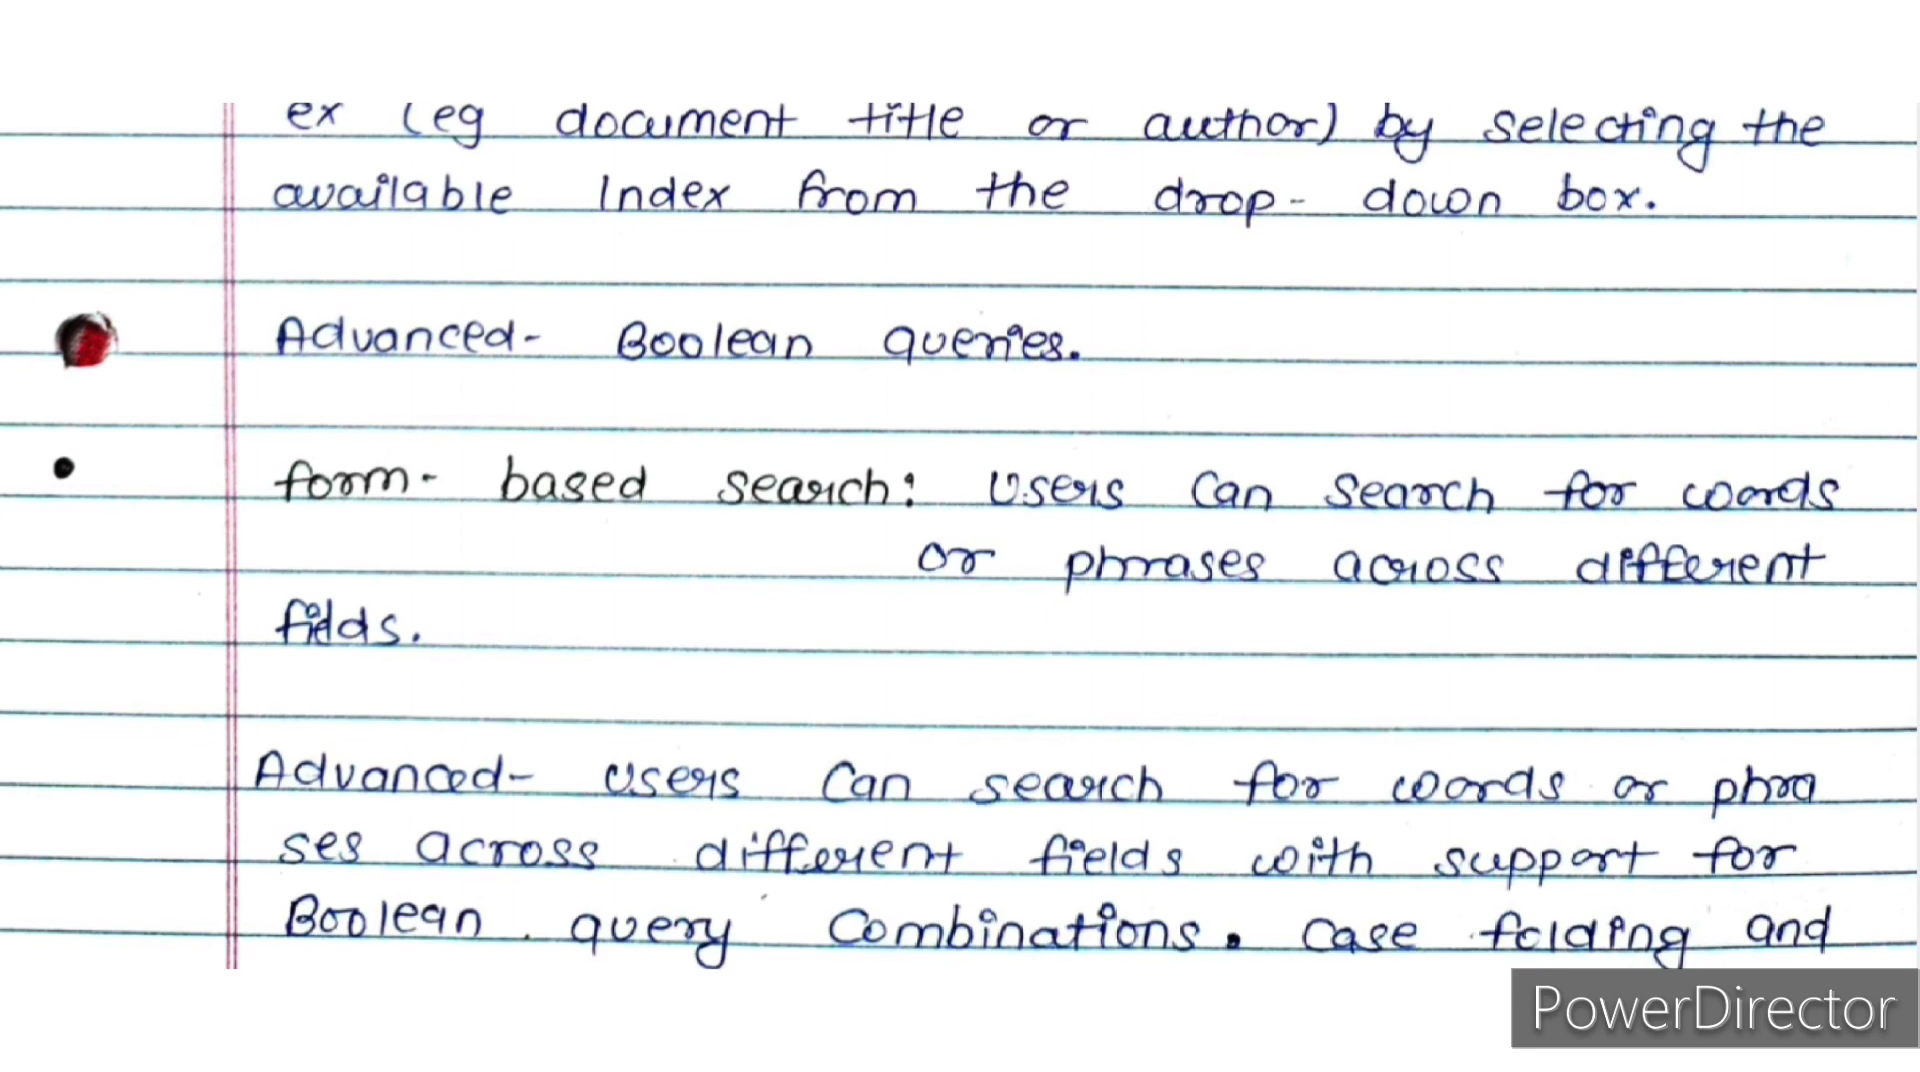 ex (eg document title or author) by selecting the
available Index from the drop- down box.
Advanced- Boolean queries.
form- based search: Users can search for words
or phrases across different
fields.
Advanced- users can search for words or phra
ses across different fields with support for
Boolean query combinations. case folding and
PowerDirector